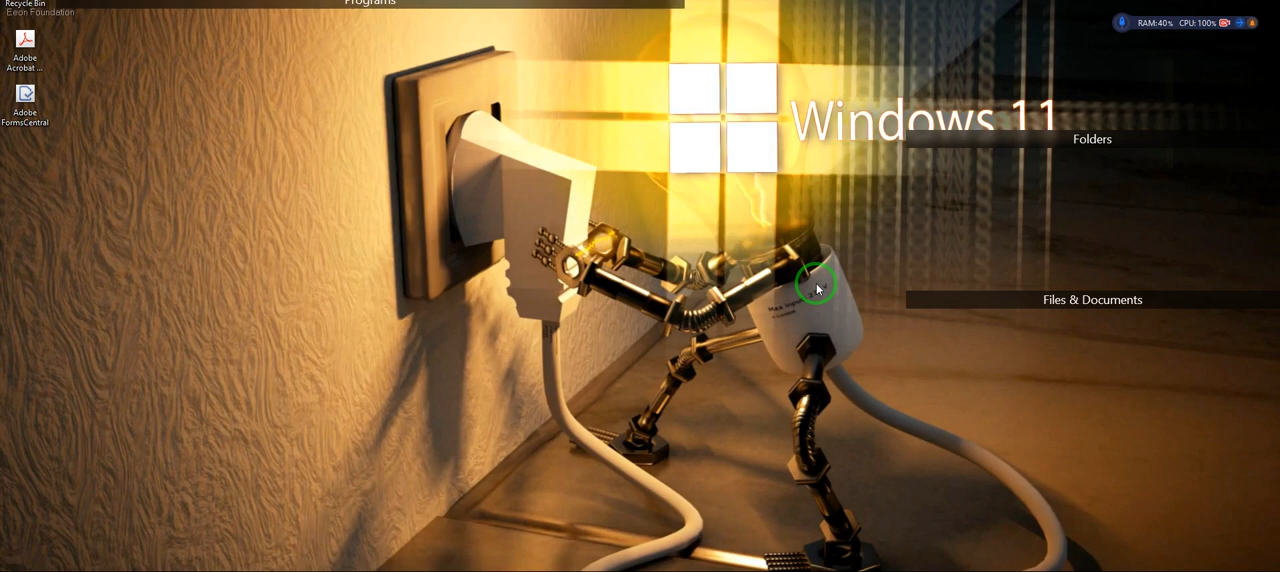 Programs
Recycle Bin
Eeon Foundation
RAM:40% CPU: 100%
Adobe
Acrobat ...
Adobe
FormsCentral
Windows 11
Folders
Files & Documents